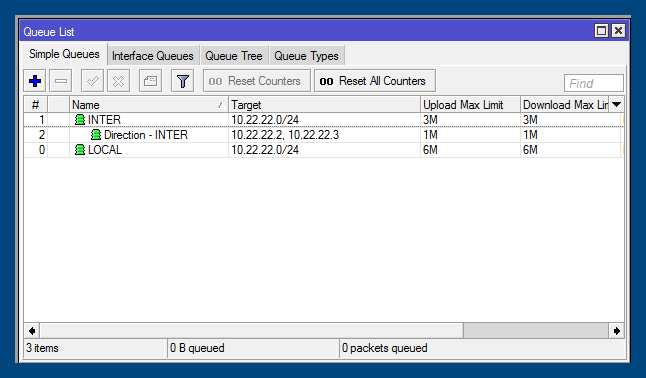 Queue List
Simple Queues Interface Queues Queue Tree Queue Types
00 Reset Counters 00 Reset All Counters Find
# Name Target Upload Max Limit Download Max Lir
1 INTER 10.22.22.0/24 3M 3M
2 Direction - INTER 10.22.22.2, 10.22.22.3 1M 1M
0 LOCAL 10.22.22.0/24 6M 6M
3 items 0 B queued 0 packets queued